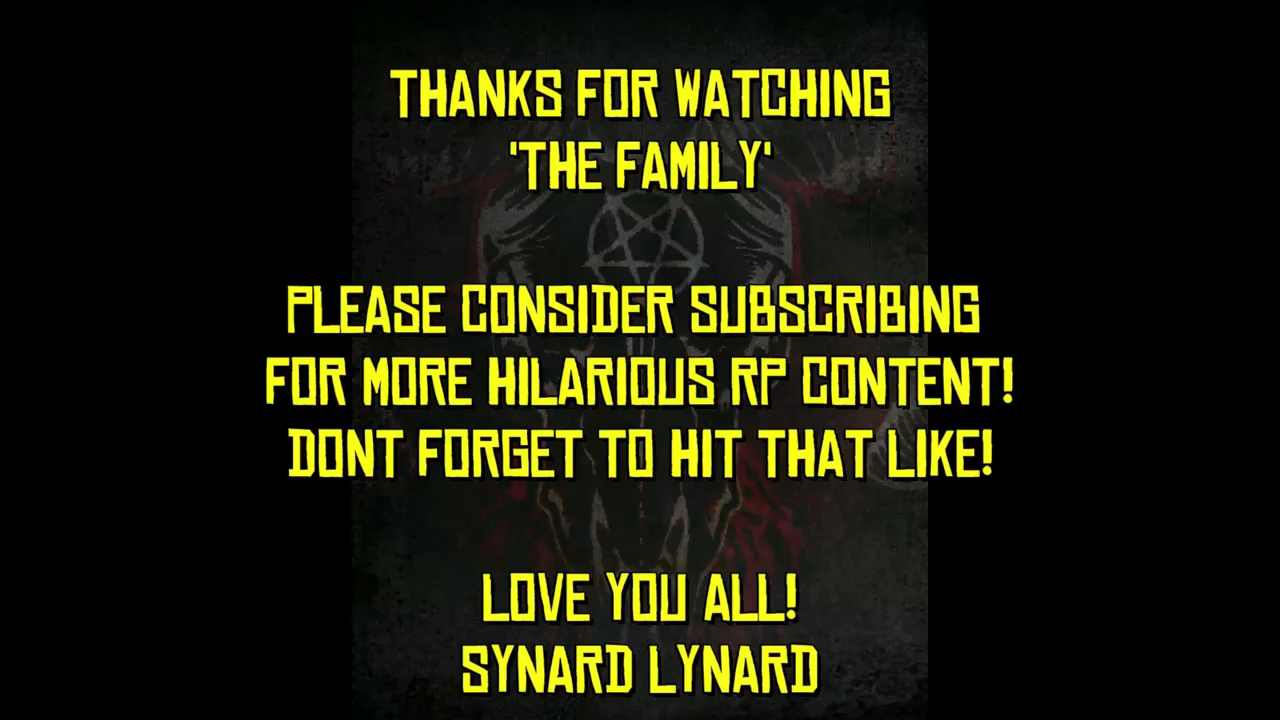 THANKS FOR WATCHING
'THE FAMILY'
PLEASE CONSIDER SUBSCRIBING
FOR MORE HILARIOUS RP CONTENT!
DONT FORGET TO HIT THAT LIKE!
LOVE YOU ALL!
SYNARD LYNARD